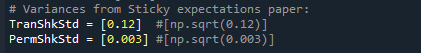 # Variances from Sticky expectations paper:
TranShkStd = [0.12]  #[np.sqrt(0.12)]
PermShkStd = [0.003] #[np.sqrt(0.003)]